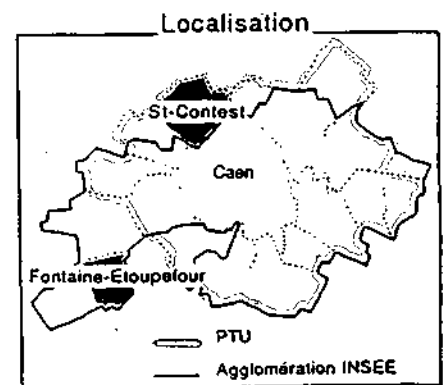 Localisation
St-Contest
Caen
Fontaine-Etoupefour
PTU
Agglomération INSEE